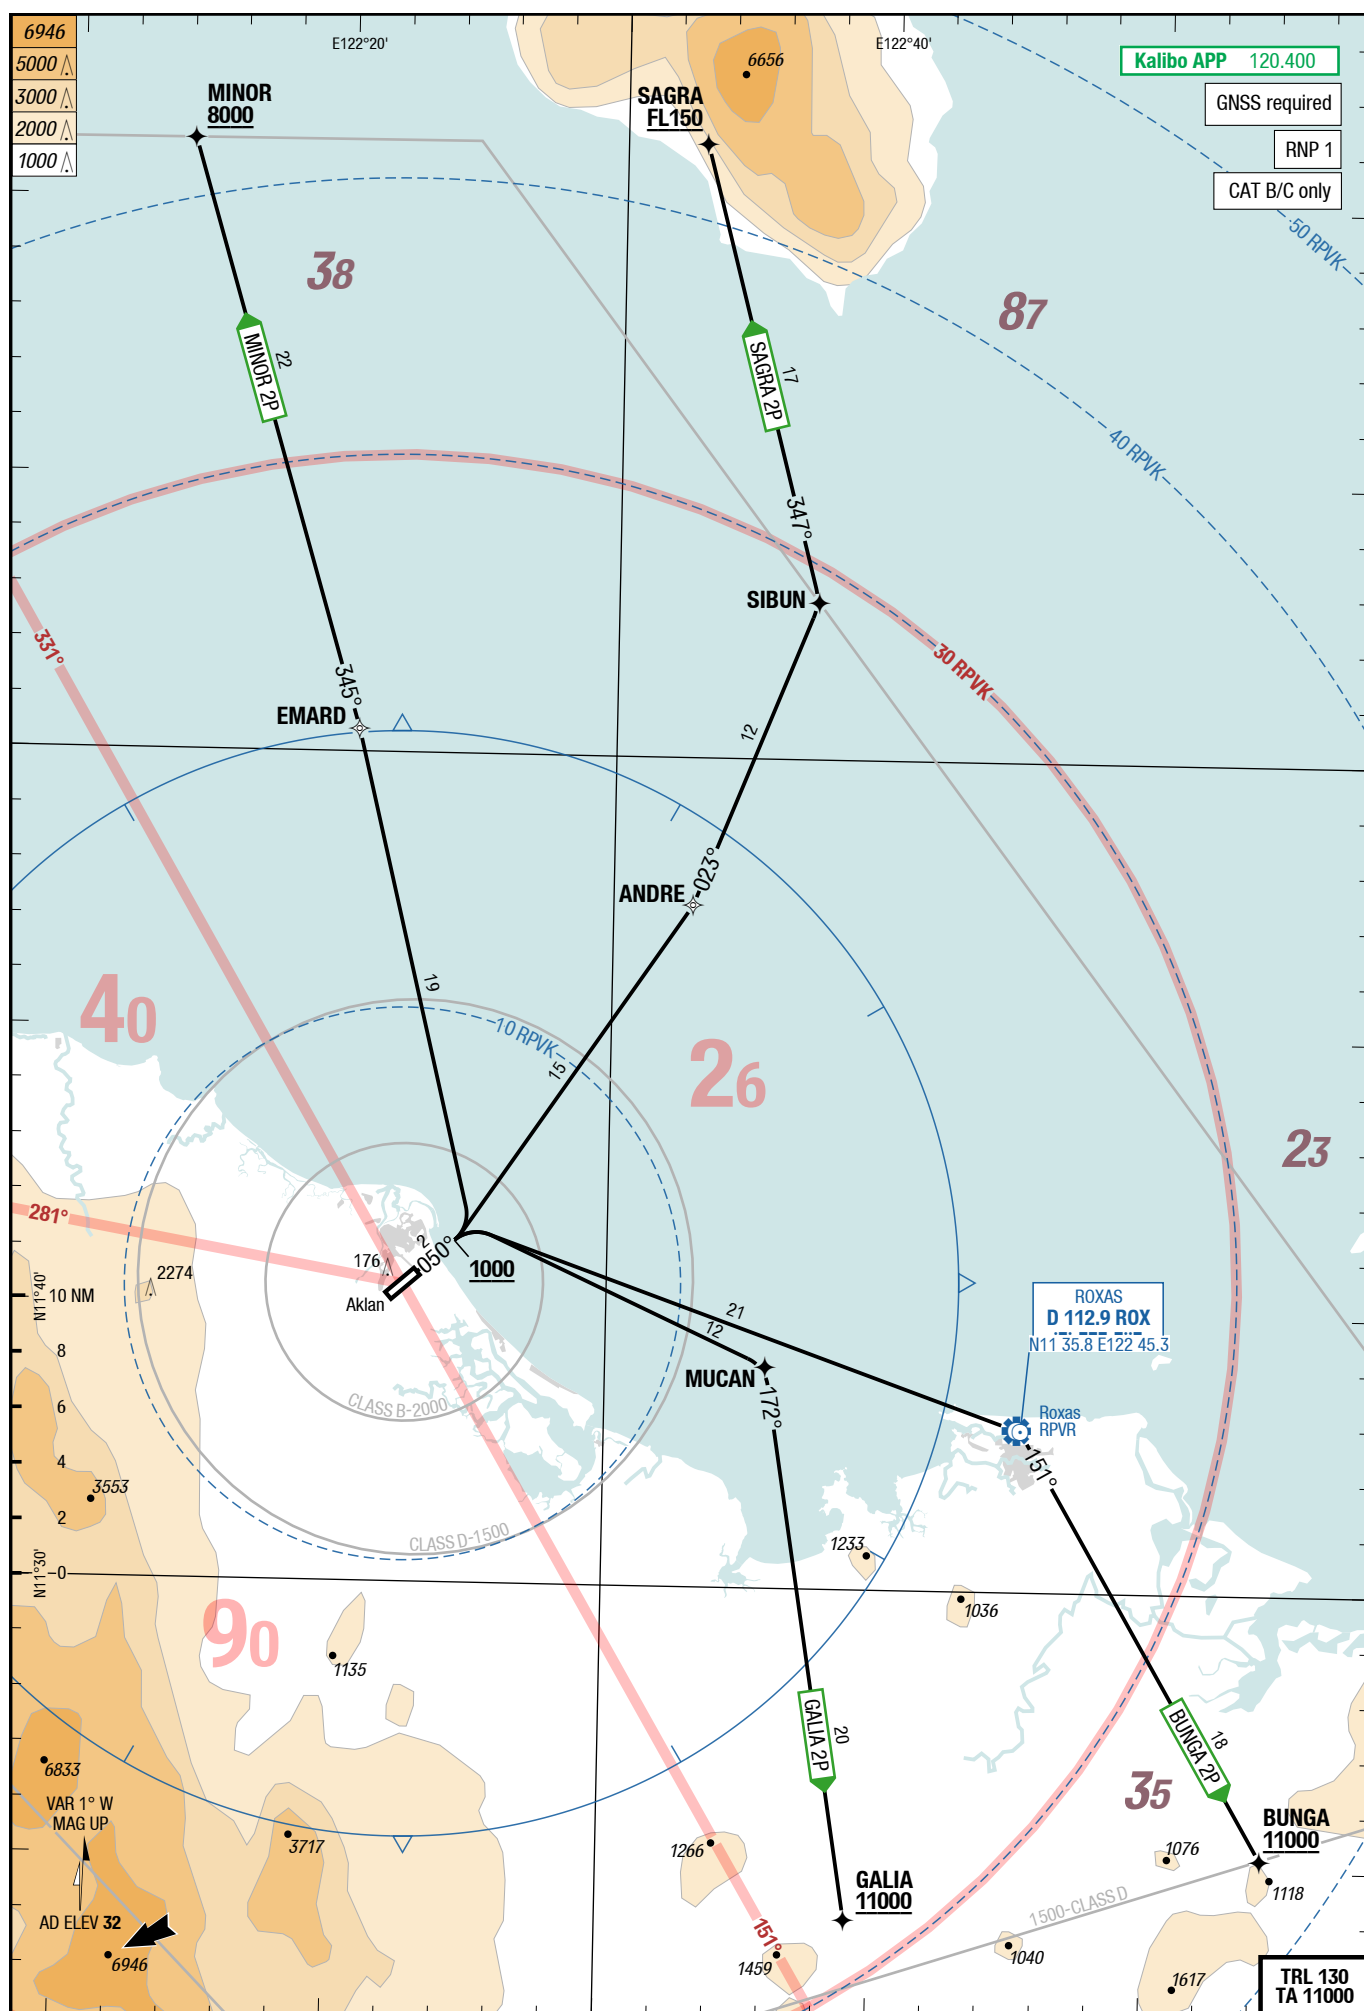 6946
5000
3000
2000
1000
E122°20'
E122°40'
Kalibo APP 120.400
GNSS required
RNP 1
CAT B/C only
MINOR
8000
SAGRA
FL150
6656
50 RPVK
38
87
MINOR 2P
22
SAGRA 2P
17
40 RPVK
347°
SIBUN
331°
30 RPVK
345°
EMARD
12
023°
ANDRE
19
40
10 RPVK
26
15
23
281°
2
050°
176
1000
2274
Aklan
N11°40'
10 NM
8
6
4
2
0
N11°30'
21
12
ROXAS
D 112.9 ROX
N11 35.8 E122 45.3
MUCAN
172°
CLASS B-2000
Roxas
RPVR
151°
3553
CLASS D-1500
1233
1036
90
1135
GALIA 2P
20
BUNGA 2P
18
6833
VAR 1° W
MAG UP
35
3717
1266
BUNGA
11000
1076
1118
GALIA
11000
AD ELEV 32
6946
151°
1459
1500-CLASS D
1040
1617
TRL 130
TA 11000